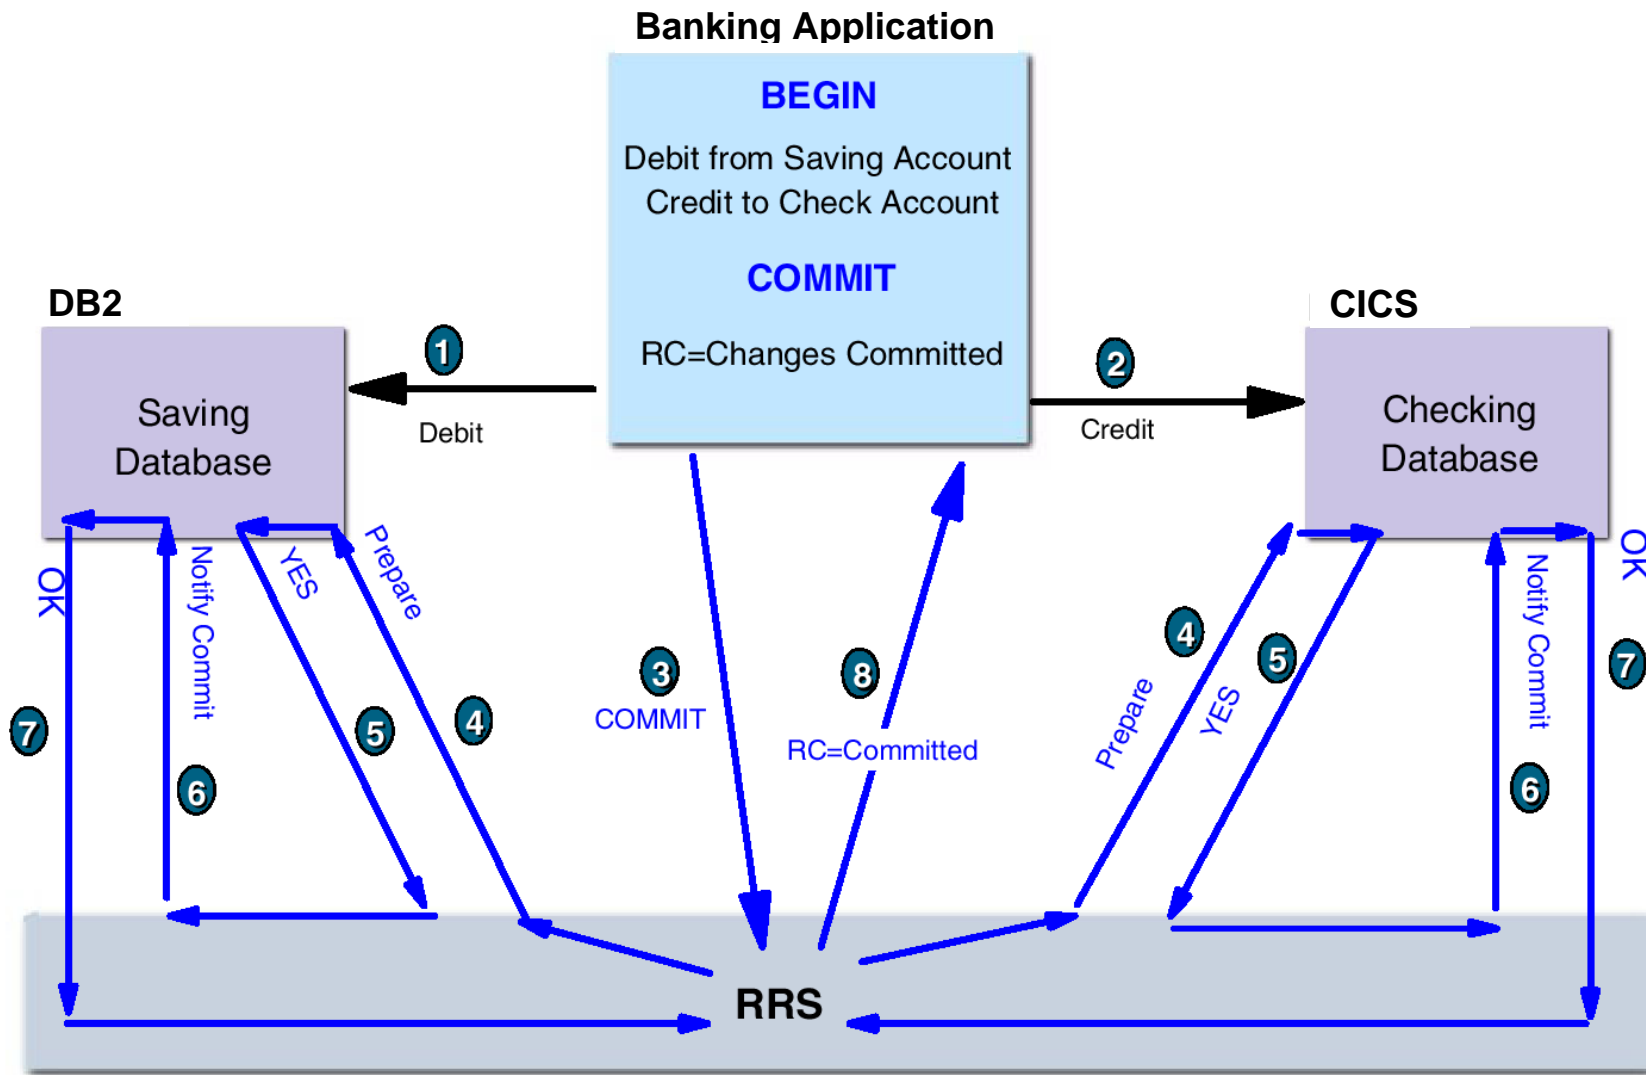 Banking Application
BEGIN
Debit from Saving Account
Credit to Check Account
COMMIT
RC=Changes Committed
DB2
Saving
Database
CICS
Checking
Database
1
Debit
2
Credit
OK
Notify Commit
YES
Prepare
7
6
5
4
3
COMMIT
8
RC=Committed
4
Prepare
5
YES
Notify Commit
6
OK
7
RRS